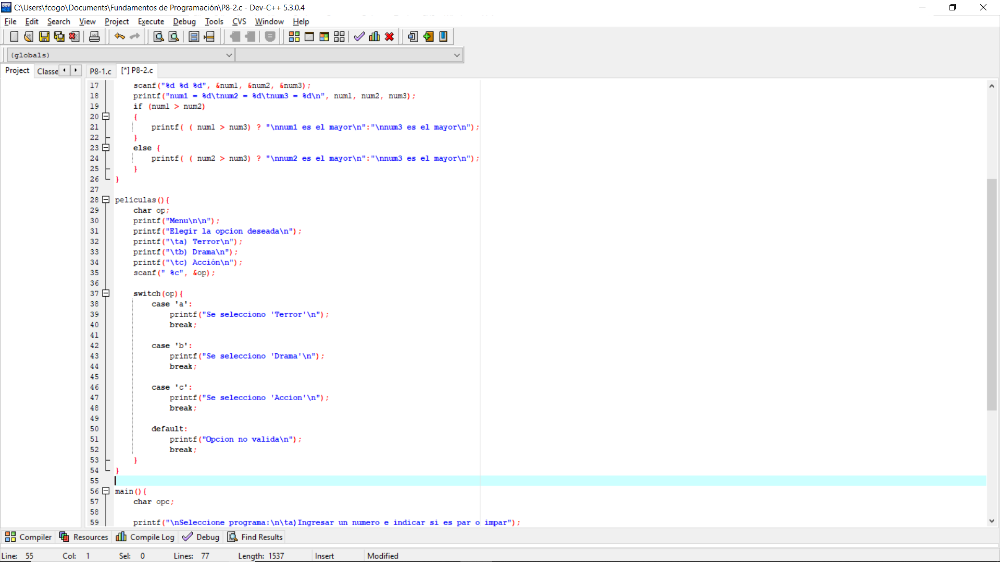 C:\Users\fcogo\Documents\Fundamentos de Programación\P8-2.c - Dev-C++ 5.3.0.4
File Edit Search View Project Execute Debug Tools CVS Window Help
(globals)
Project Classe P8-1.c [*] P8-2.c
17 scanf("%d %d %d", &num1, &num2, &num3);
18 printf("num1 = %d\tnum2 = %d\tnum3 = %d\n", num1, num2, num3);
19 if (num1 > num2)
20 {
21 printf( ( num1 > num3) ? "\nnum1 es el mayor\n":"\nnum3 es el mayor\n");
22 }
23 else {
24 printf( ( num2 > num3) ? "\nnum2 es el mayor\n":"\nnum3 es el mayor\n");
25 }
26 }
27
28 peliculas(){
29 char op;
30 printf("Menu\n\n");
31 printf("Elegir la opcion deseada\n");
32 printf("\ta) Terror\n");
33 printf("\tb) Drama\n");
34 printf("\tc) Acción\n");
35 scanf(" %c", &op);
36
37 switch(op){
38 case 'a':
39 printf("Se selecciono 'Terror'\n");
40 break;
41
42 case 'b':
43 printf("Se selecciono 'Drama'\n");
44 break;
45
46 case 'c':
47 printf("Se selecciono 'Accion'\n");
48 break;
49
50 default:
51 printf("Opcion no valida\n");
52 break;
53 }
54 }
55
56 main(){
57 char opc;
58
59 printf("\nSeleccione programa:\n\ta)Ingresar un numero e indicar si es par o impar");
Compiler Resources Compile Log Debug Find Results
Line: 55 Col: 1 Sel: 0 Lines: 77 Length: 1537 Insert Modified